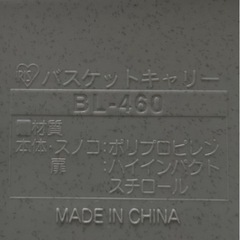 バスケットキャリー
BL-460
□材質
本体・スノコ:ポリプロピレン
扉:ハイインパクト
スチロール
MADE IN CHINA